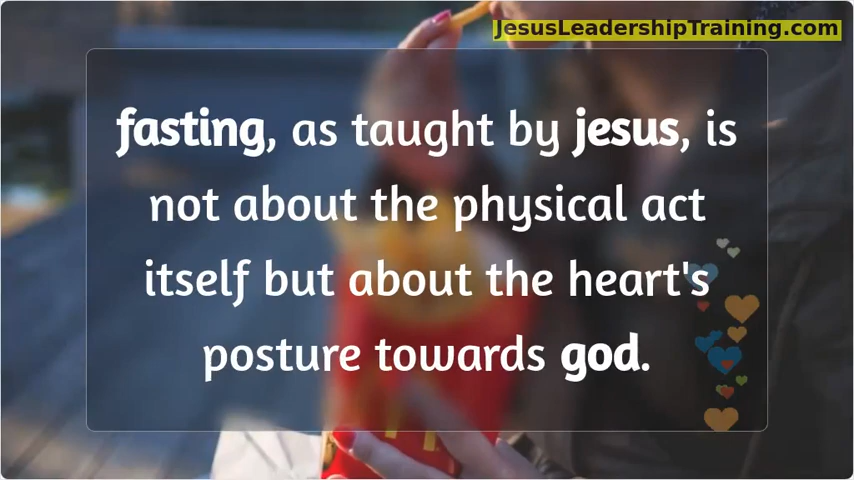 JesusLeadershipTraining.com
fasting, as taught by jesus, is
not about the physical act
itself but about the heart's
posture towards god.